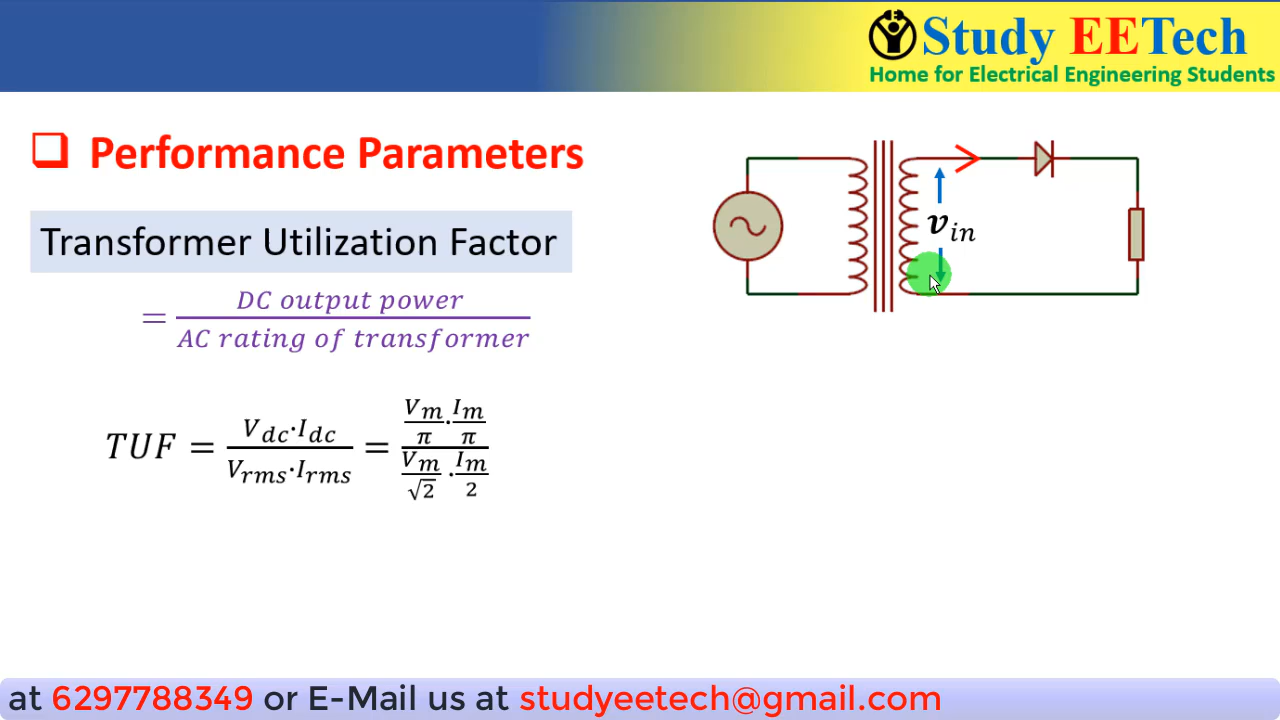 Study EETech
Home for Electrical Engineering Students
❑ Performance Parameters
Transformer Utilization Factor
= DC output power / AC rating of transformer
v_in
TUF = V_dc·I_dc / V_rms·I_rms = (V_m/π · I_m/π) / (V_m/√2 · I_m/2)
at 6297788349 or E-Mail us at studyeetech@gmail.com